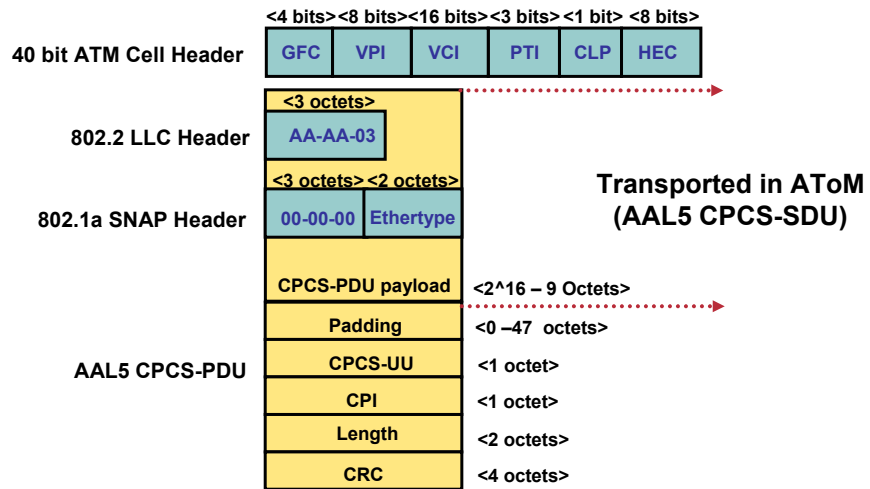 <4 bits> <8 bits> <16 bits> <3 bits> <1 bit> <8 bits>
40 bit ATM Cell Header GFC VPI VCI PTI CLP HEC
<3 octets>
802.2 LLC Header AA-AA-03
<3 octets> <2 octets>
802.1a SNAP Header 00-00-00 Ethertype
Transported in AToM
(AAL5 CPCS-SDU)
CPCS-PDU payload <2^16 – 9 Octets>
Padding <0 –47 octets>
AAL5 CPCS-PDU
CPCS-UU <1 octet>
CPI <1 octet>
Length <2 octets>
CRC <4 octets>